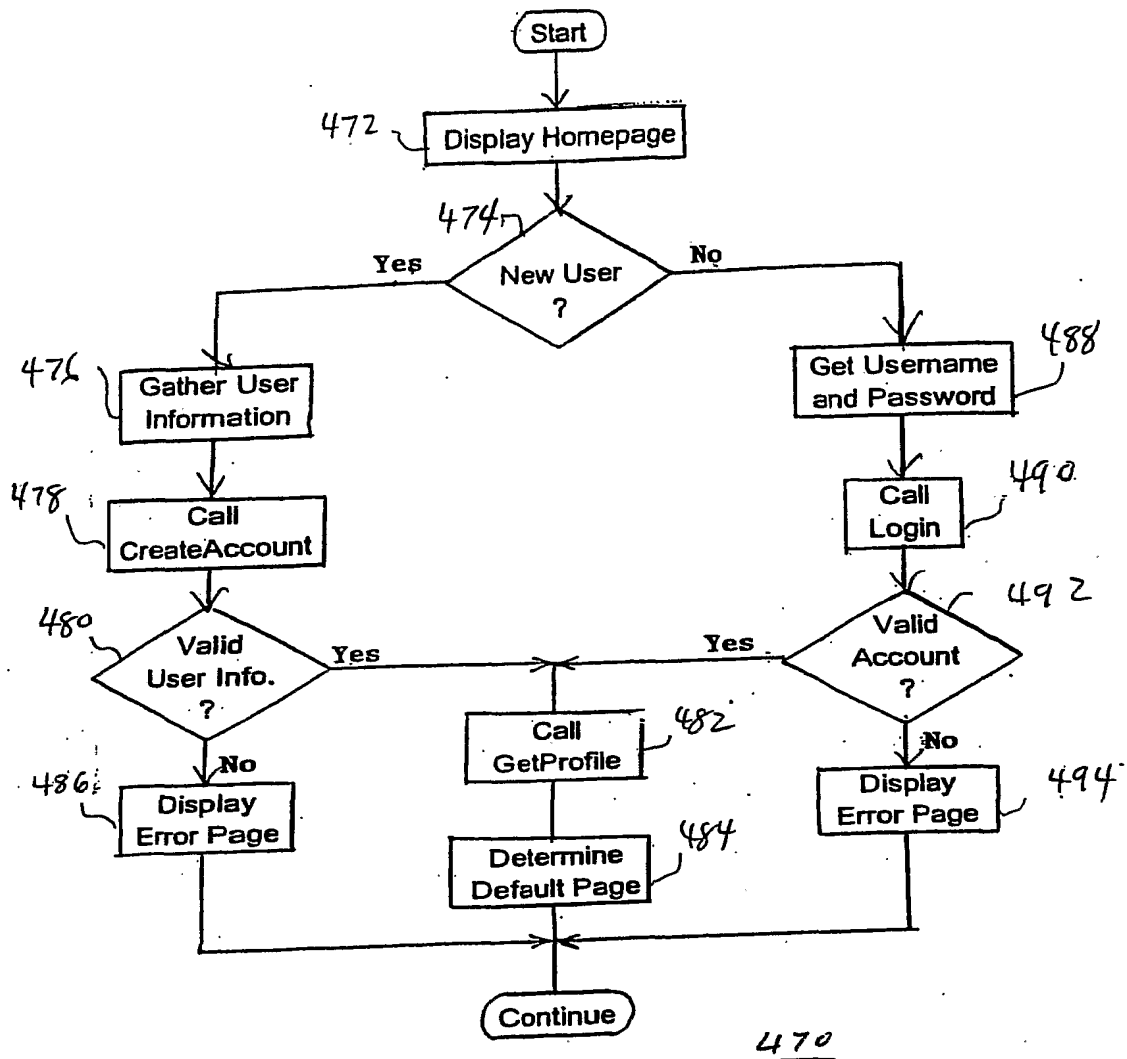 Start
472
Display Homepage
474
Yes
New User
?
No
476
Gather User
Information
488
Get Username
and Password
478
Call
CreateAccount
490
Call
Login
480
Valid
User Info.
?
Yes
492
Valid
Account
?
Yes
482
Call
GetProfile
No
486
Display
Error Page
No
494
Display
Error Page
484
Determine
Default Page
Continue
470